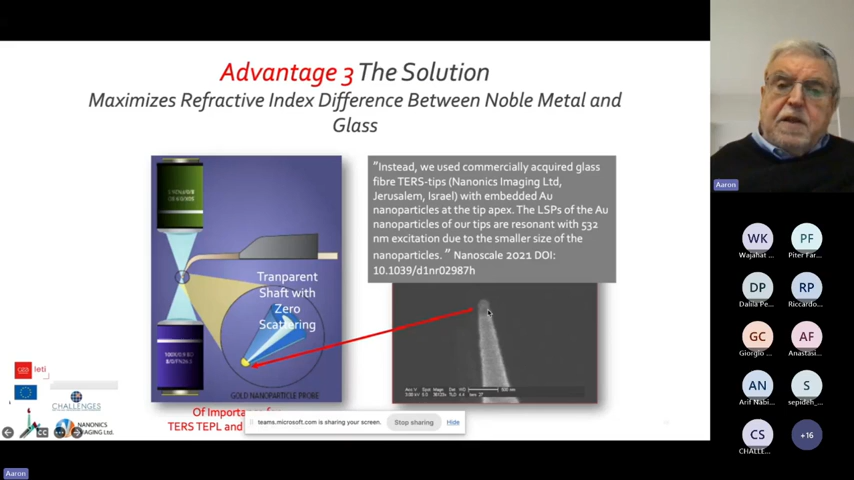 Advantage 3 The Solution
Maximizes Refractive Index Difference Between Noble Metal and
Glass
Tranparent
Shaft with
Zero
Scattering
GOLD NANOPARTICLE PROBE
"Instead, we used commercially acquired glass
fibre TERS-tips (Nanonics Imaging Ltd,
Jerusalem, Israel) with embedded Au
nanoparticles at the tip apex. The LSPs of the Au
nanoparticles of our tips are resonant with 532
nm excitation due to the smaller size of the
nanoparticles." Nanoscale 2021 DOI:
10.1039/d1nr02987h
Of Importance
TERS TEPL and
leti
CHALLENGES
NANONICS
IMAGING Ltd.
CC
teams.microsoft.com is sharing your screen.
Stop sharing
Hide
Aaron
WK
Wajahat ...
PF
Piter Far...
DP
Dalila Pe...
RP
Riccardo...
GC
Giorgio ...
AF
Anastasi...
AN
Arif Nabi...
S
sepideh_...
CS
CHALLE...
+16
Aaron